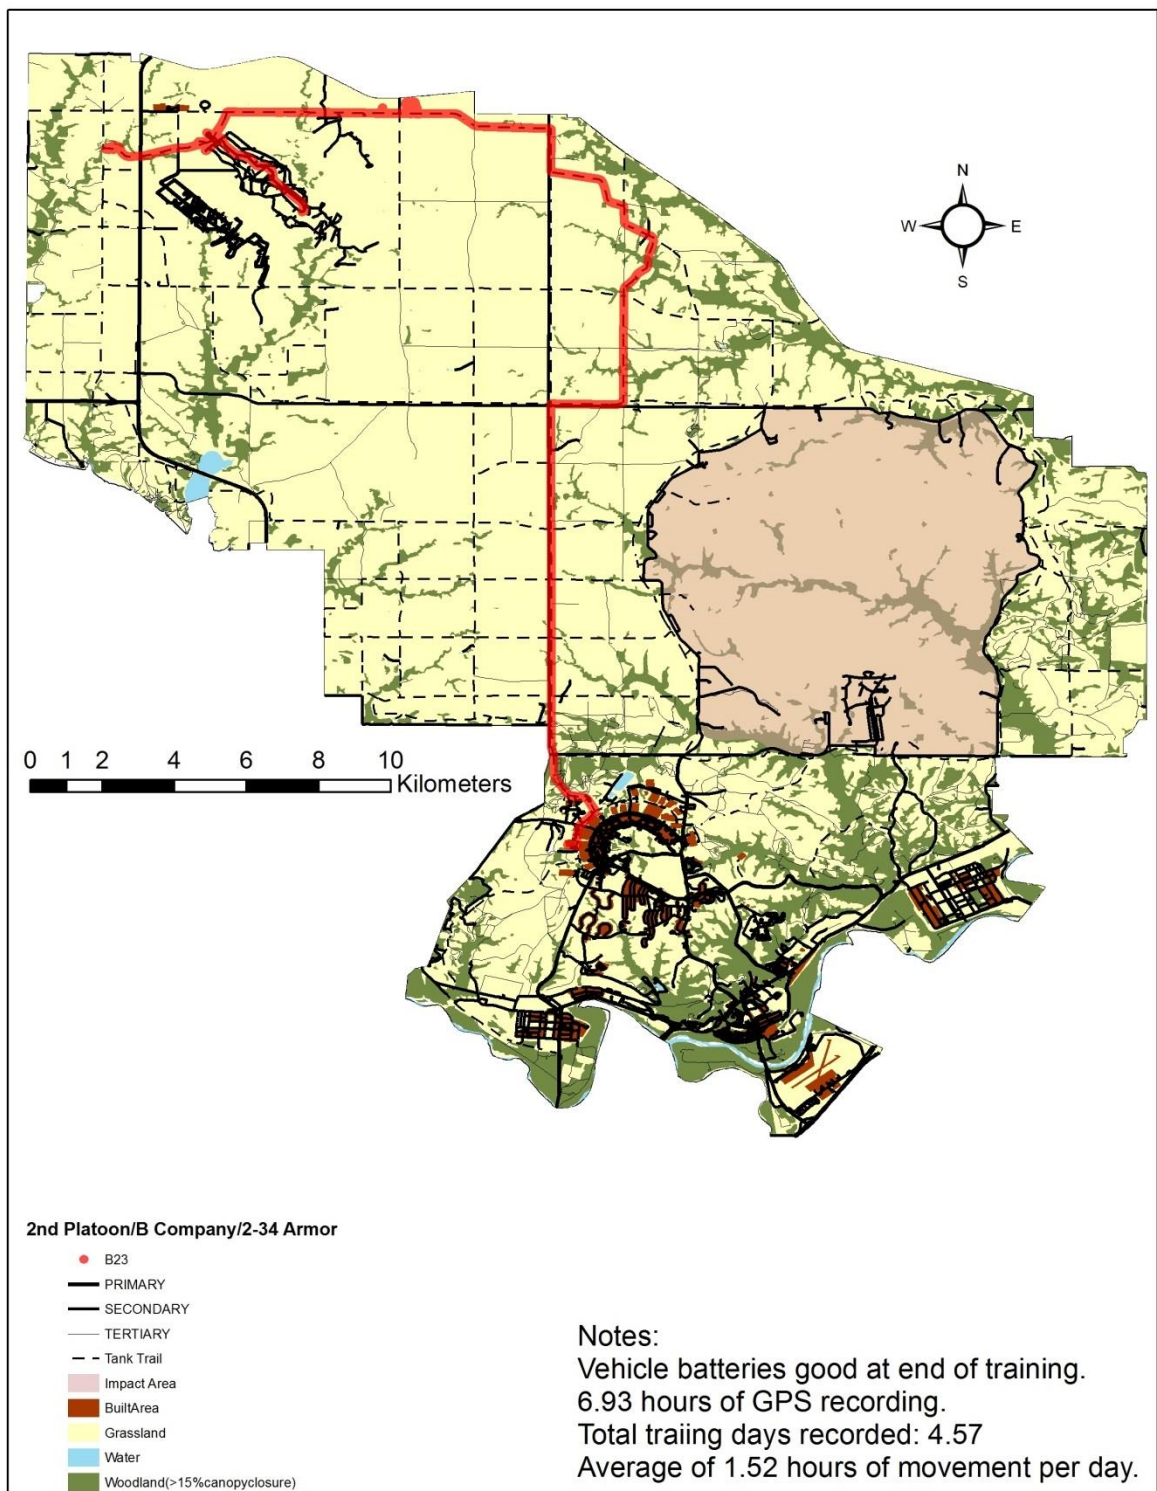 N
W E
S
0 1 2 4 6 8 10
Kilometers
2nd Platoon/B Company/2-34 Armor
B23
PRIMARY
SECONDARY
TERTIARY
Tank Trail
Impact Area
BuiltArea
Grassland
Water
Woodland(>15%canopyclosure)
Notes:
Vehicle batteries good at end of training.
6.93 hours of GPS recording.
Total traiing days recorded: 4.57
Average of 1.52 hours of movement per day.